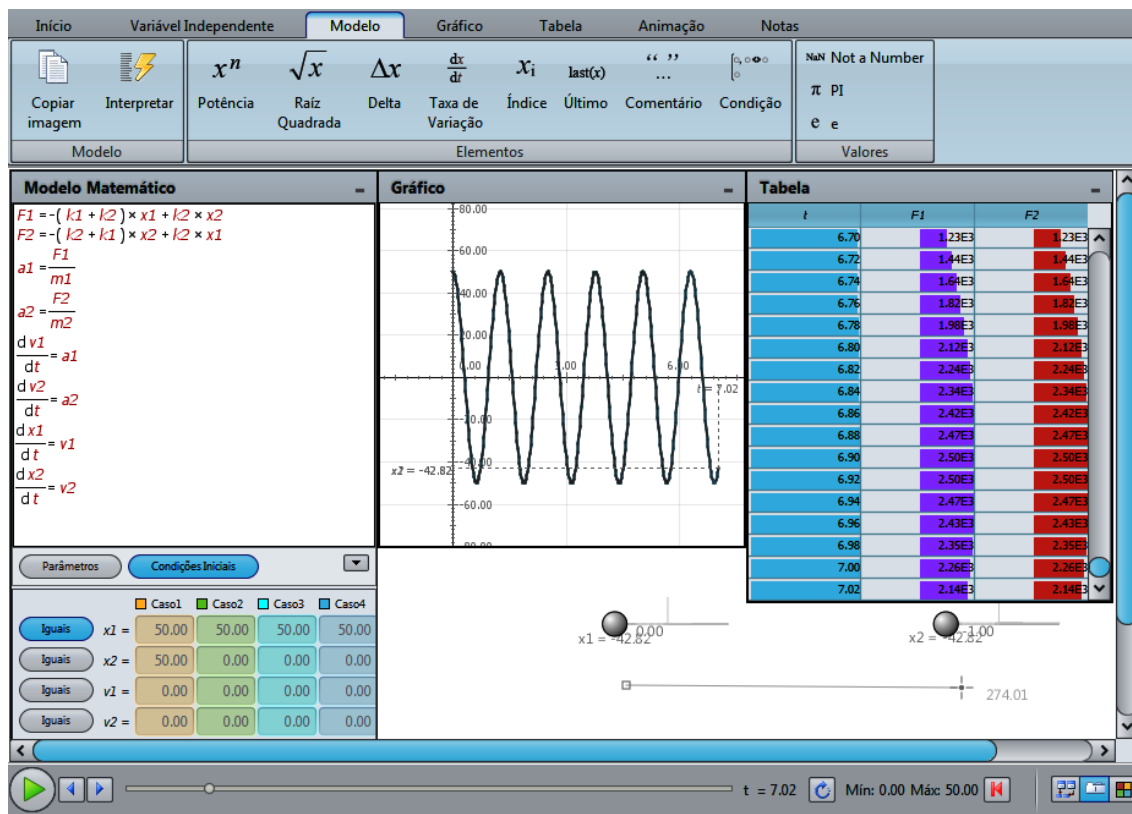 Início Variável Independente Modelo Gráfico Tabela Animação Notas
Copiar imagem
Interpretar
Modelo
xⁿ Potência
√x Raíz Quadrada
Δx Delta
dx/dt Taxa de Variação
xi Índice
last(x) Último
“ ” ... Comentário
Condição
Elementos
NaN Not a Number
π PI
e e
Valores
Modelo Matemático
F1 =-( k1 + k2 ) × x1 + k2 × x2
F2 =-( k2 + k1 ) × x2 + k2 × x1
a1 = F1/m1
a2 = F2/m2
d v1/d t = a1
d v2/d t = a2
d x1/d t = v1
d x2/d t = v2
Gráfico
80.00
60.00
40.00
20.00
0.00 3.00 6.00
t = 7.02
-20.00
-40.00
x2 = -42.82
-60.00
-80.00
Tabela
t F1 F2
6.70 1.23E3 1.23E3
6.72 1.44E3 1.44E3
6.74 1.64E3 1.64E3
6.76 1.82E3 1.82E3
6.78 1.98E3 1.98E3
6.80 2.12E3 2.12E3
6.82 2.24E3 2.24E3
6.84 2.34E3 2.34E3
6.86 2.42E3 2.42E3
6.88 2.47E3 2.47E3
6.90 2.50E3 2.50E3
6.92 2.50E3 2.50E3
6.94 2.47E3 2.47E3
6.96 2.43E3 2.43E3
6.98 2.35E3 2.35E3
7.00 2.26E3 2.26E3
7.02 2.14E3 2.14E3
Parâmetros Condições Iniciais
Caso1 Caso2 Caso3 Caso4
Iguais x1 = 50.00 50.00 50.00 50.00
Iguais x2 = 50.00 0.00 0.00 0.00
Iguais v1 = 0.00 0.00 0.00 0.00
Iguais v2 = 0.00 0.00 0.00 0.00
0.00
x1 = -42.82
-1.00
x2 = -42.82
274.01
t = 7.02 Mín: 0.00 Máx: 50.00